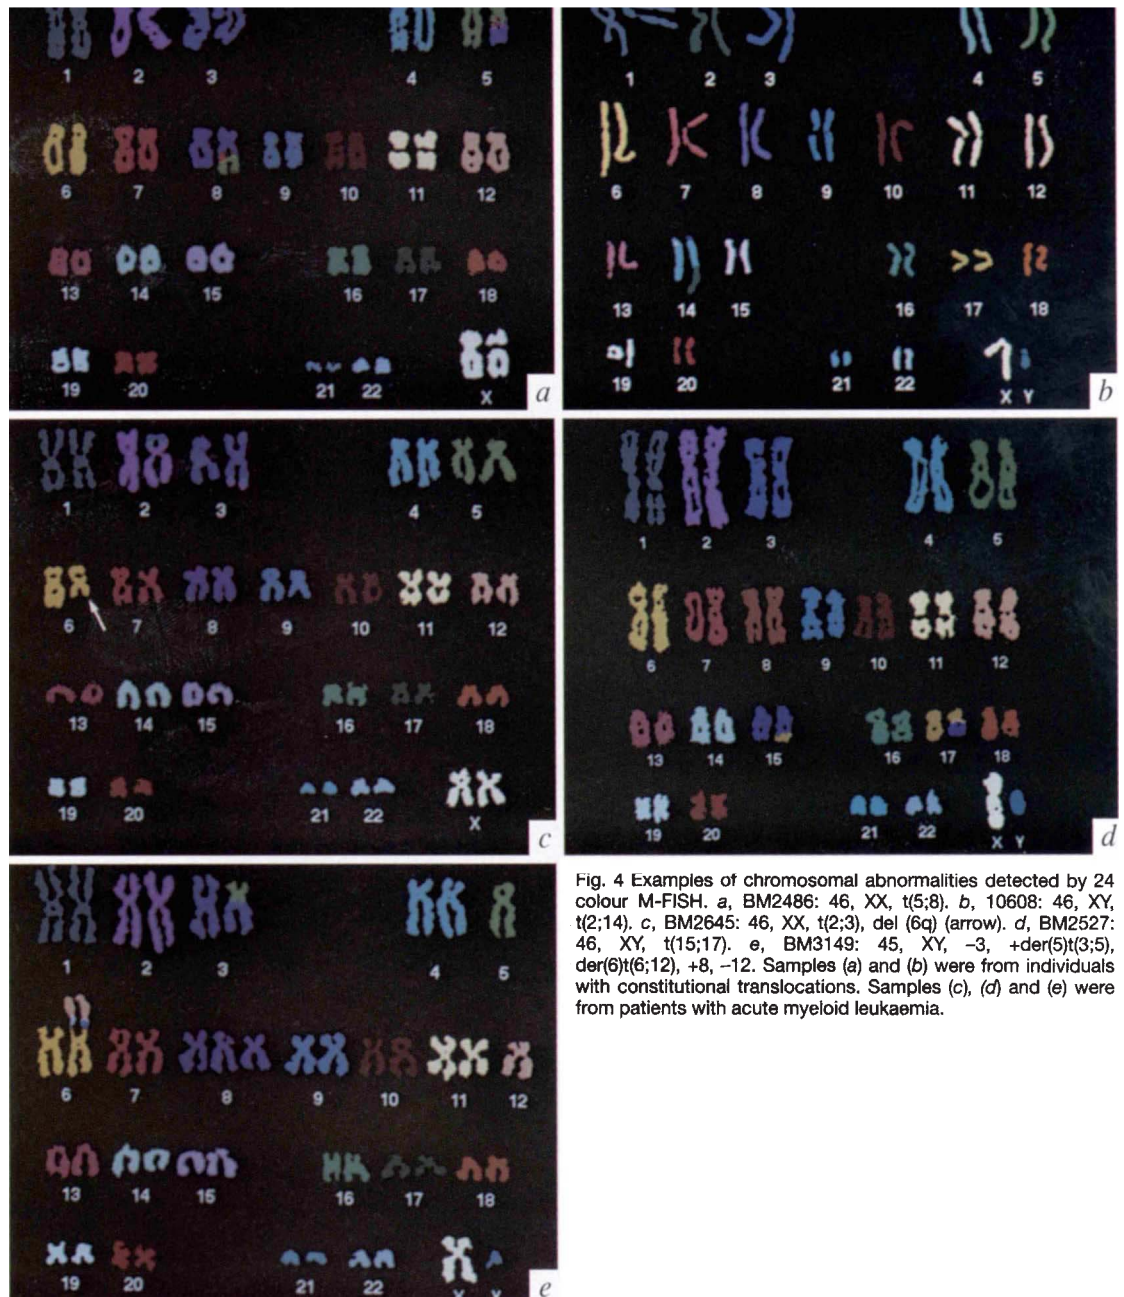 1 2 3 4 5
6 7 8 9 10 11 12
13 14 15 16 17 18
19 20 21 22 X
a
1 2 3 4 5
6 7 8 9 10 11 12
13 14 15 16 17 18
19 20 21 22 X Y
b
1 2 3 4 5
6 7 8 9 10 11 12
13 14 15 16 17 18
19 20 21 22 X
c
1 2 3 4 5
6 7 8 9 10 11 12
13 14 15 16 17 18
19 20 21 22 X Y
d
1 2 3 4 5
6 7 8 9 10 11 12
13 14 15 16 17 18
19 20 21 22
e
Fig. 4 Examples of chromosomal abnormalities detected by 24
colour M-FISH. a, BM2486: 46, XX, t(5;8). b, 10608: 46, XY,
t(2;14). c, BM2645: 46, XX, t(2;3), del (6q) (arrow). d, BM2527:
46, XY, t(15;17). e, BM3149: 45, XY, –3, +der(5)t(3;5),
der(6)t(6;12), +8, –12. Samples (a) and (b) were from individuals
with constitutional translocations. Samples (c), (d) and (e) were
from patients with acute myeloid leukaemia.